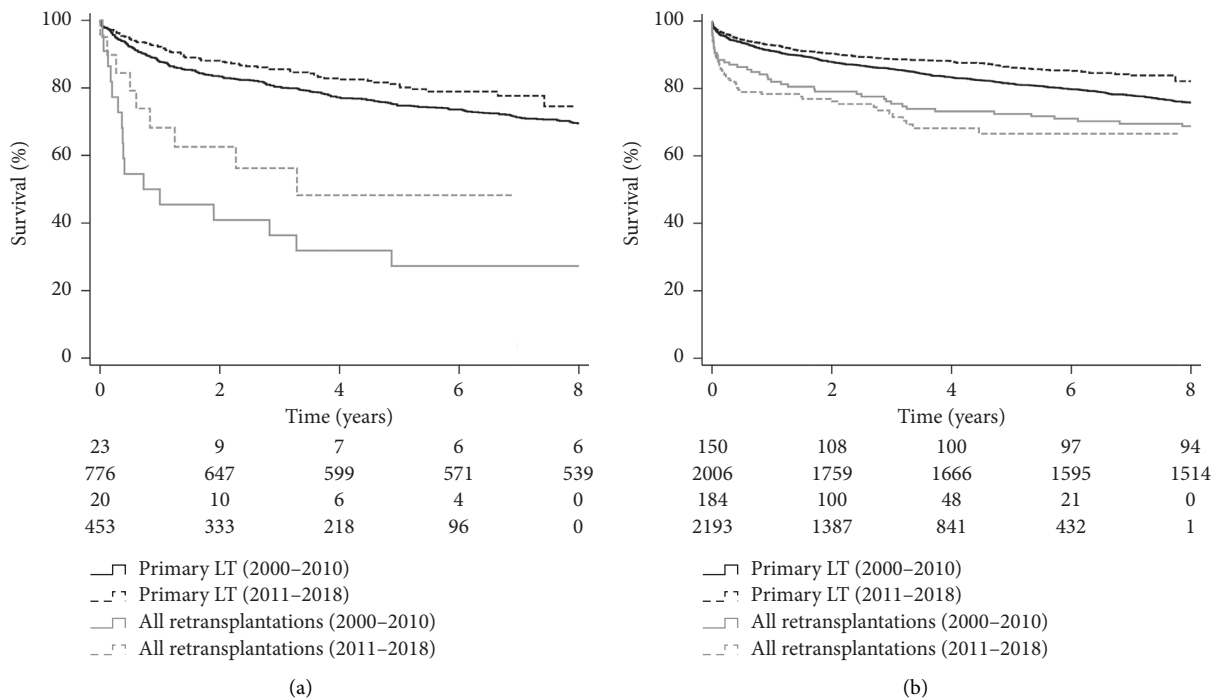 100
80
60
40
20
0
Survival (%)
0 2 4 6 8
Time (years)
23 9 7 6 6
776 647 599 571 539
20 10 6 4 0
453 333 218 96 0
Primary LT (2000–2010)
Primary LT (2011–2018)
All retransplantations (2000–2010)
All retransplantations (2011–2018)
(a)
100
80
60
40
20
0
Survival (%)
0 2 4 6 8
Time (years)
150 108 100 97 94
2006 1759 1666 1595 1514
184 100 48 21 0
2193 1387 841 432 1
Primary LT (2000–2010)
Primary LT (2011–2018)
All retransplantations (2000–2010)
All retransplantations (2011–2018)
(b)